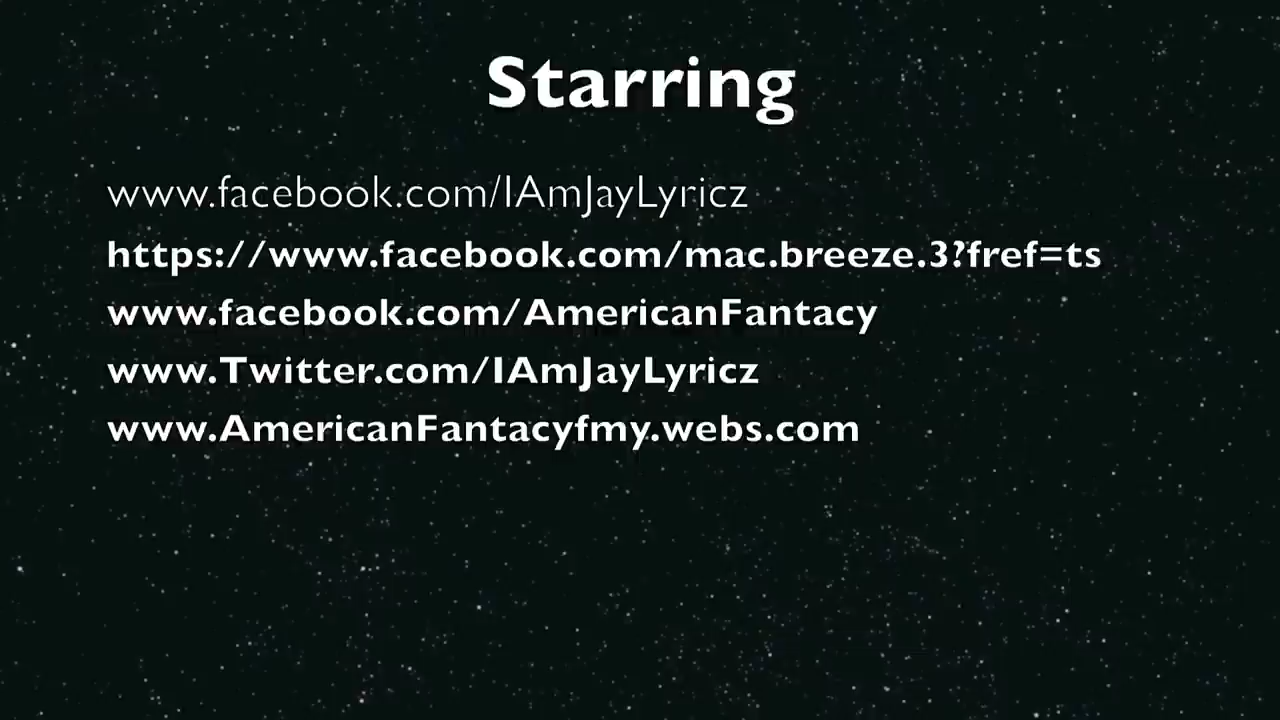 Starring
www.facebook.com/IAmJayLyricz
https://www.facebook.com/mac.breeze.3?fref=ts
www.facebook.com/AmericanFantacy
www.Twitter.com/IAmJayLyricz
www.AmericanFantacyfmy.webs.com